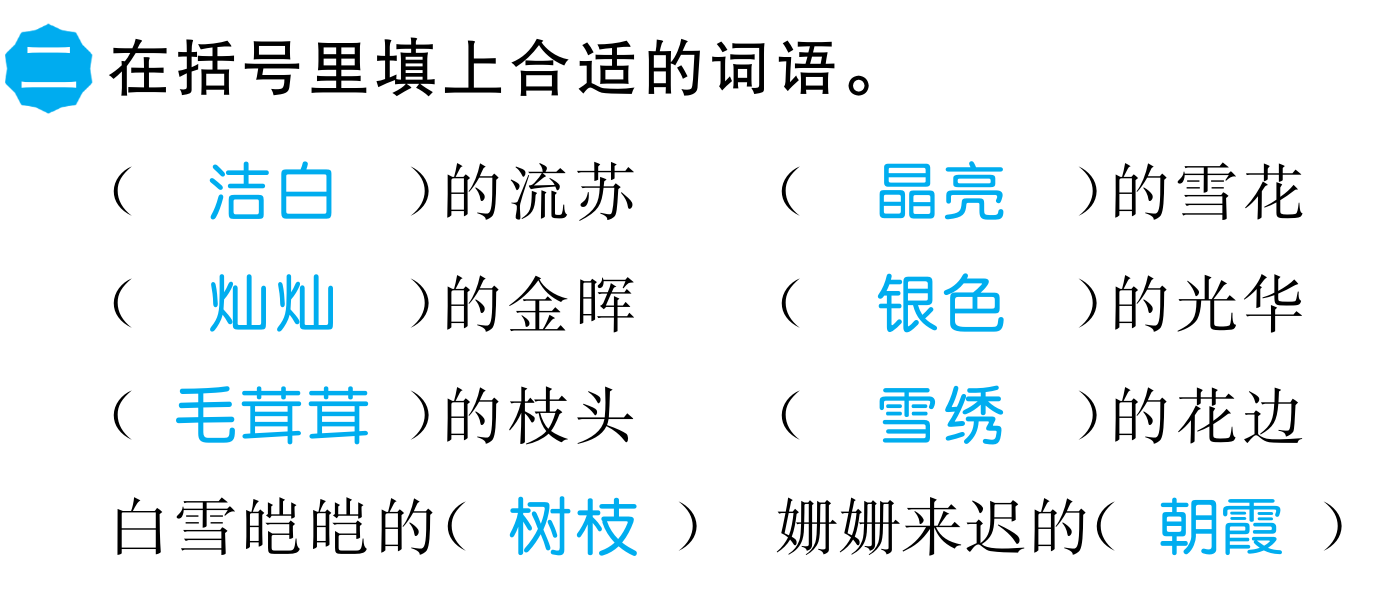 二 在括号里填上合适的词语。
（ 洁白 ）的流苏 （ 晶亮 ）的雪花
（ 灿灿 ）的金晖 （ 银色 ）的光华
（ 毛茸茸 ）的枝头 （ 雪绣 ）的花边
白雪皑皑的（ 树枝 ） 姗姗来迟的（ 朝霞 ）